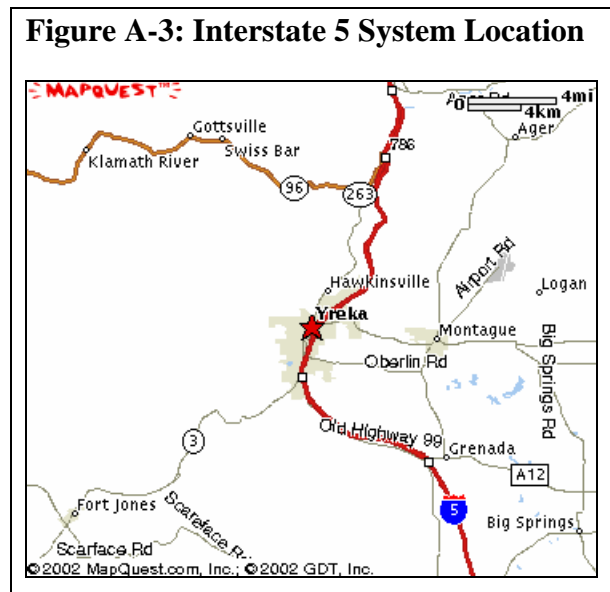 Figure A-3: Interstate 5 System Location
MAPQUEST™
0 4mi
4km
Ager
786
Gottsville
Swiss Bar
Klamath River
96
263
Airport Rd
Hawkinsville
Logan
Yreka
Montague
Oberlin Rd
Big Springs Rd
Old Highway 99
3
Grenada
A12
Fort Jones
Scarface Rd
5
Big Springs
Scarface Rd
©2002 MapQuest.com, Inc.; ©2002 GDT, Inc.